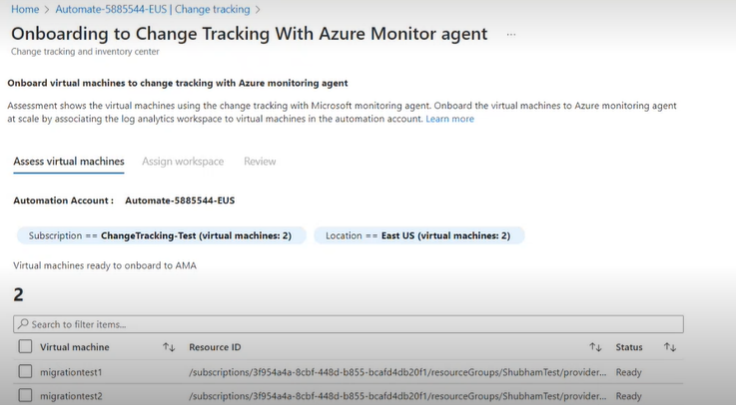 Home > Automate-5885544-EUS | Change tracking >
Onboarding to Change Tracking With Azure Monitor agent ...
Change tracking and inventory center
Onboard virtual machines to change tracking with Azure monitoring agent
Assessment shows the virtual machines using the change tracking with Microsoft monitoring agent. Onboard the virtual machines to Azure monitoring agent
at scale by associating the log analytics workspace to virtual machines in the automation account. Learn more
Assess virtual machines Assign workspace Review
Automation Account : Automate-5885544-EUS
Subscription == ChangeTracking-Test (virtual machines: 2) Location == East US (virtual machines: 2)
Virtual machines ready to onboard to AMA
2
Search to filter items...
Virtual machine ↑↓ Resource ID ↑↓ Status ↑↓
migrationtest1 /subscriptions/3f954a4a-8cbf-448d-b855-bcafd4db20f1/resourceGroups/ShubhamTest/provider... Ready
migrationtest2 /subscriptions/3f954a4a-8cbf-448d-b855-bcafd4db20f1/resourceGroups/ShubhamTest/provider... Ready